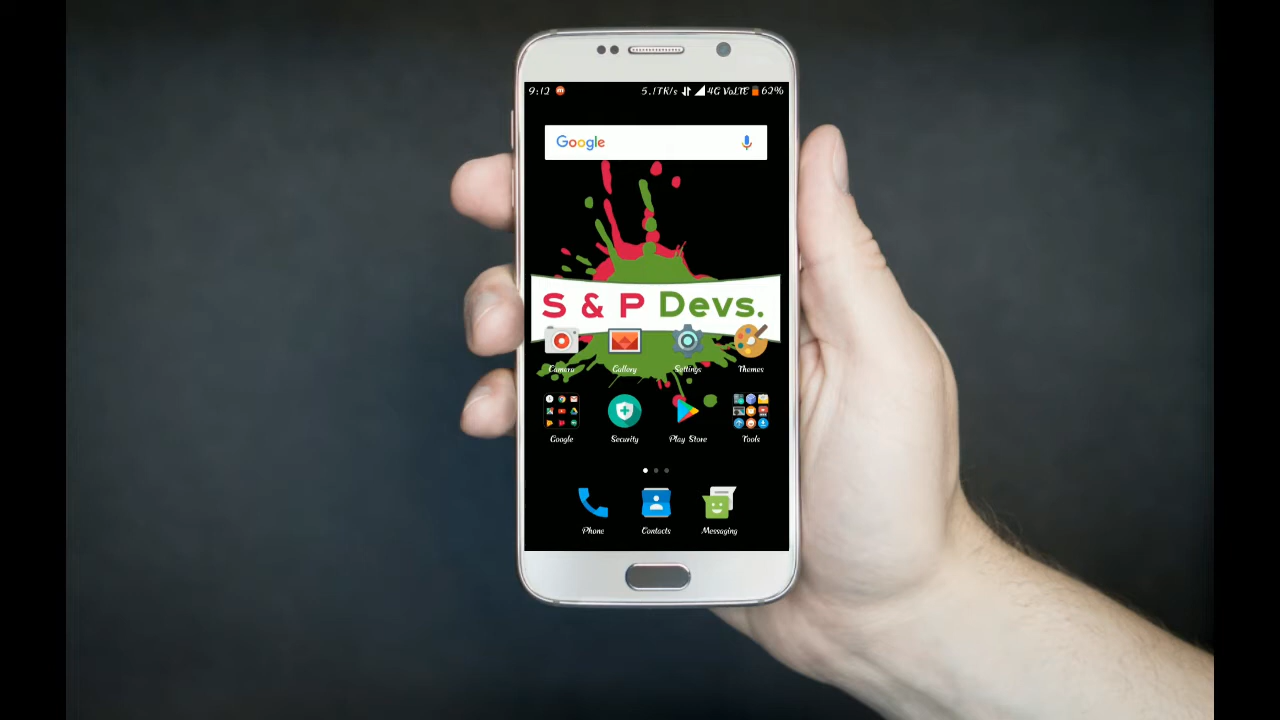 9:12 5.17K/s 4G VoLTE 62%
Google
S & P Devs.
Camera Gallery Settings Themes
Google Security Play Store Tools
Phone Contacts Messaging